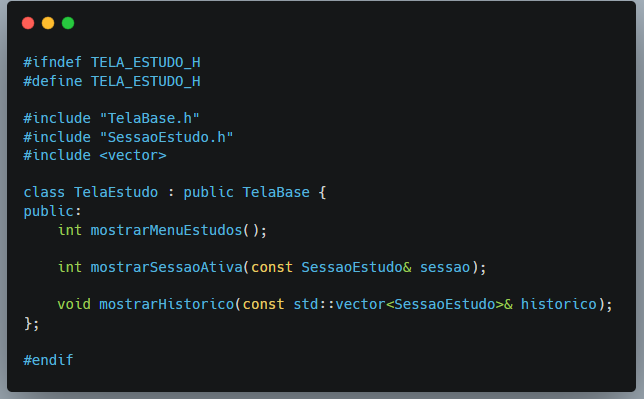 #ifndef TELA_ESTUDO_H
#define TELA_ESTUDO_H
#include "TelaBase.h"
#include "SessaoEstudo.h"
#include <vector>
class TelaEstudo : public TelaBase {
public:
    int mostrarMenuEstudos();
    int mostrarSessaoAtiva(const SessaoEstudo& sessao);
    void mostrarHistorico(const std::vector<SessaoEstudo>& historico);
};
#endif